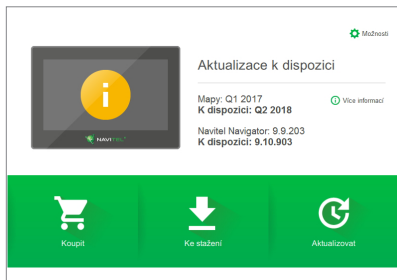 Možnosti
Aktualizace k dispozici
Mapy: Q1 2017
Více informací
K dispozici: Q2 2018
Navitel Navigator: 9.9.203
K dispozici: 9.10.903
NAVITEL
Koupit
Ke stažení
Aktualizovat